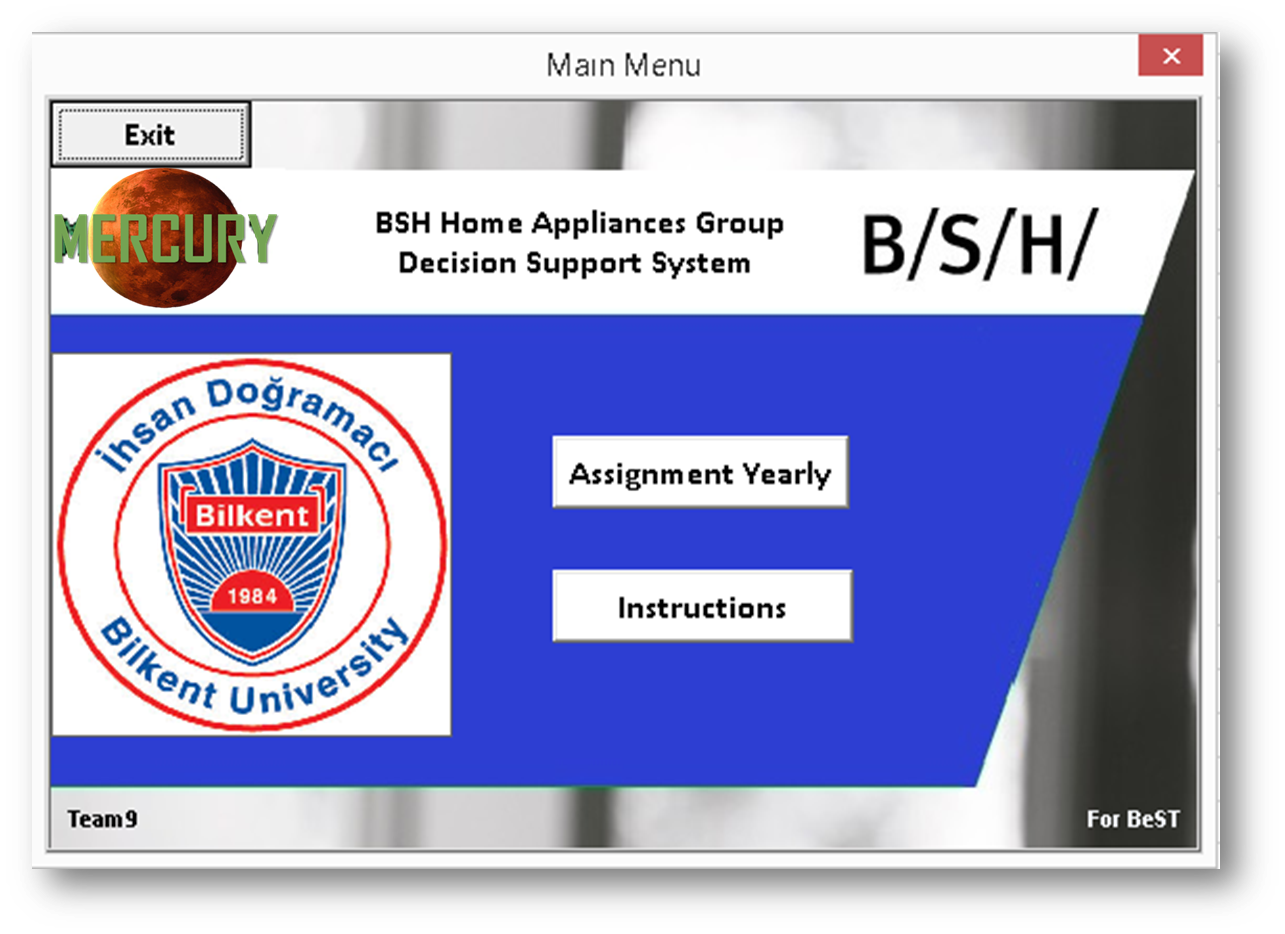 Main Menu
Exit
MERCURY
BSH Home Appliances Group
Decision Support System
B/S/H/
İhsan Doğramacı
Bilkent
1984
Bilkent University
Assignment Yearly
Instructions
Team9
For BeST